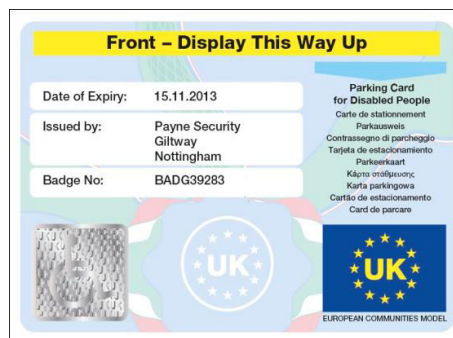 Front – Display This Way Up
Date of Expiry: 15.11.2013
Issued by: Payne Security
Giltway
Nottingham
Badge No: BADG39283
Parking Card
for Disabled People
Carte de stationnement
Parkausweis
Contrassegno di parcheggio
Tarjeta de estacionamiento
Parkeerkaart
Κάρτα στάθμευσης
Karta parkingowa
Cartão de estacionamento
Card de parcare
UK
UK
EUROPEAN COMMUNITIES MODEL